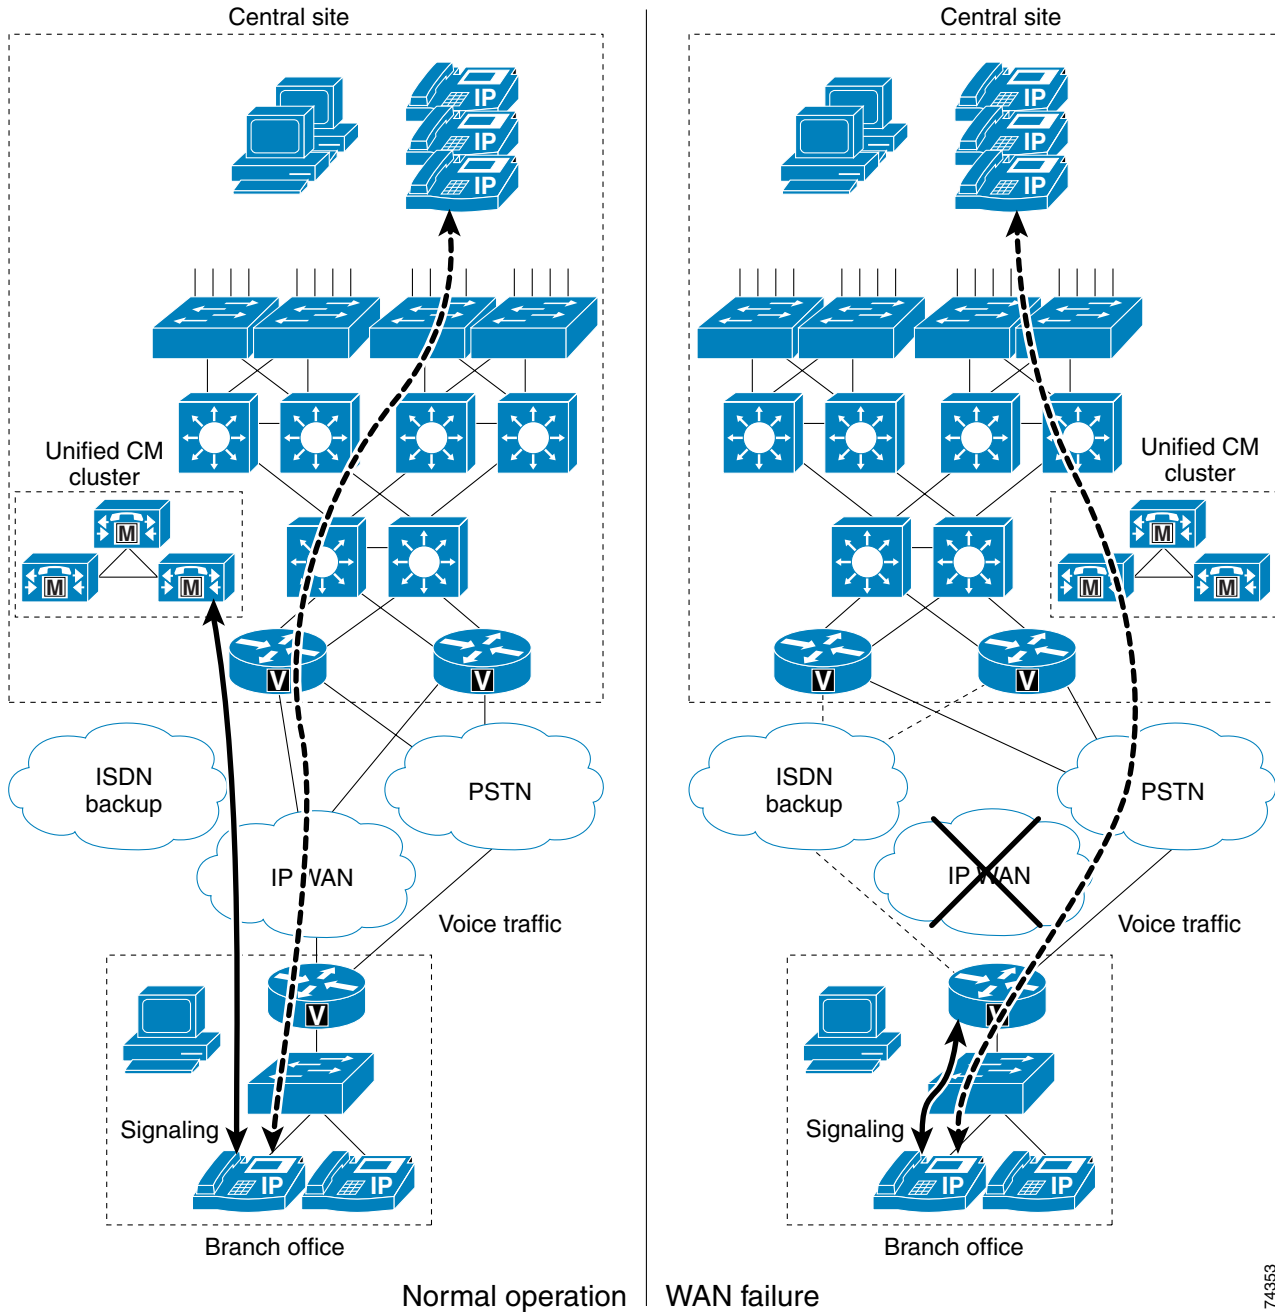 Central site
IP
IP
IP
Unified CM
cluster
M
M
M
V
V
ISDN
backup
PSTN
IP WAN
Voice traffic
V
Signaling
IP
IP
Branch office
Normal operation
Central site
IP
IP
IP
Unified CM
cluster
M
M
M
V
V
ISDN
backup
PSTN
IP WAN
Voice traffic
V
Signaling
IP
IP
Branch office
WAN failure
74353